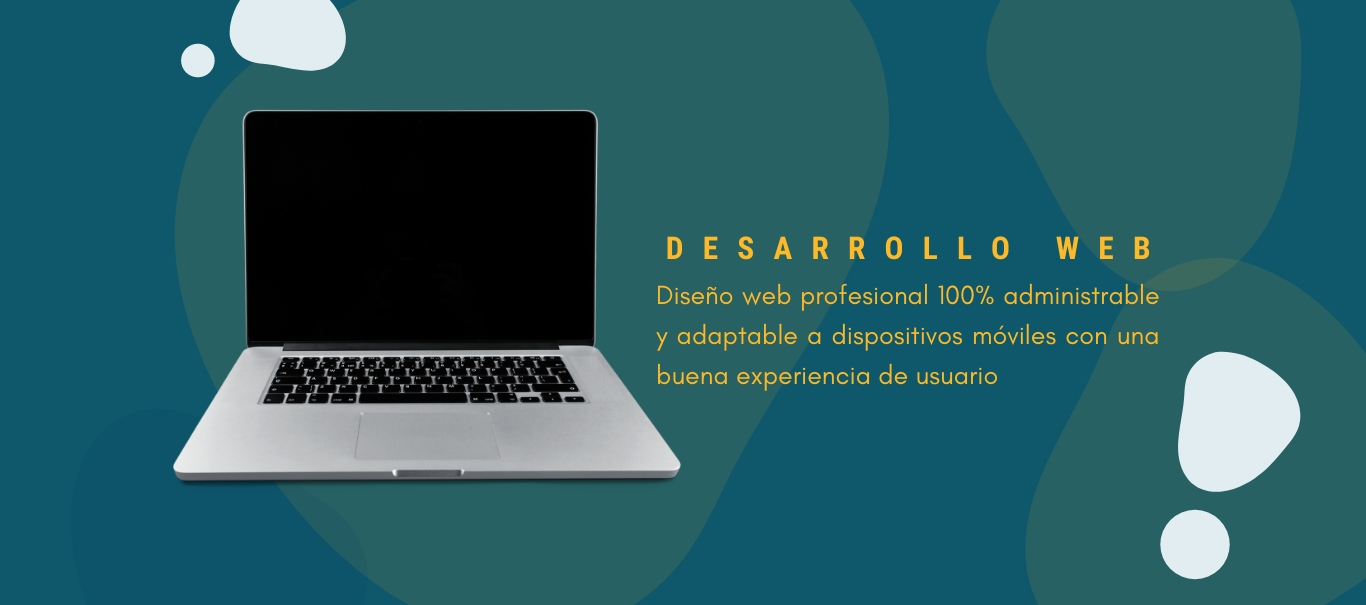 DESARROLLO WEB
Diseño web profesional 100% administrable
y adaptable a dispositivos móviles con una
buena experiencia de usuario